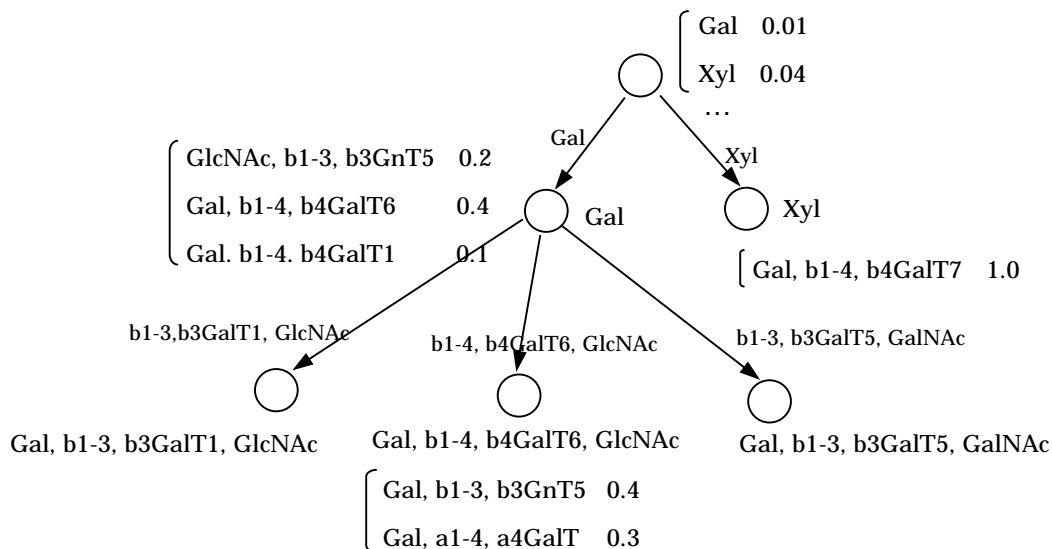 Gal 0.01
Xyl 0.04
...
Gal
Xyl
GlcNAc, b1-3, b3GnT5 0.2
Gal, b1-4, b4GalT6 0.4
Gal. b1-4. b4GalT1 0.1
Gal
Xyl
Gal, b1-4, b4GalT7 1.0
b1-3,b3GalT1, GlcNAc
b1-4, b4GalT6, GlcNAc
b1-3, b3GalT5, GalNAc
Gal, b1-3, b3GalT1, GlcNAc
Gal, b1-4, b4GalT6, GlcNAc
Gal, b1-3, b3GalT5, GalNAc
Gal, b1-3, b3GnT5 0.4
Gal, a1-4, a4GalT 0.3